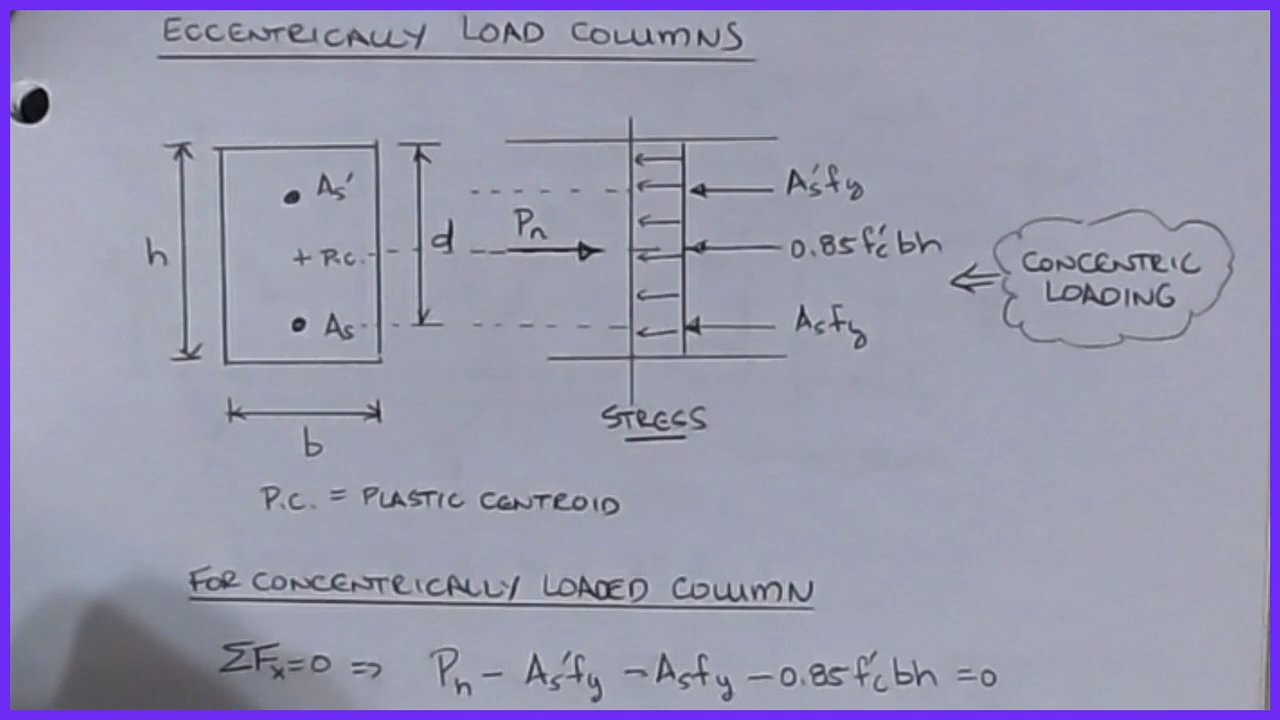 ECCENTRICALLY LOAD COLUMNS
As'
As'fy
Pn
d
h
0.85f'c bh
+ P.C.
CONCENTRIC
LOADING
As
Asfy
STRESS
b
P.C. = PLASTIC CENTROID
FOR CONCENTRICALLY LOADED COLUMN
ΣFx=0 => Pn - As'fy - Asfy - 0.85f'c bh = 0